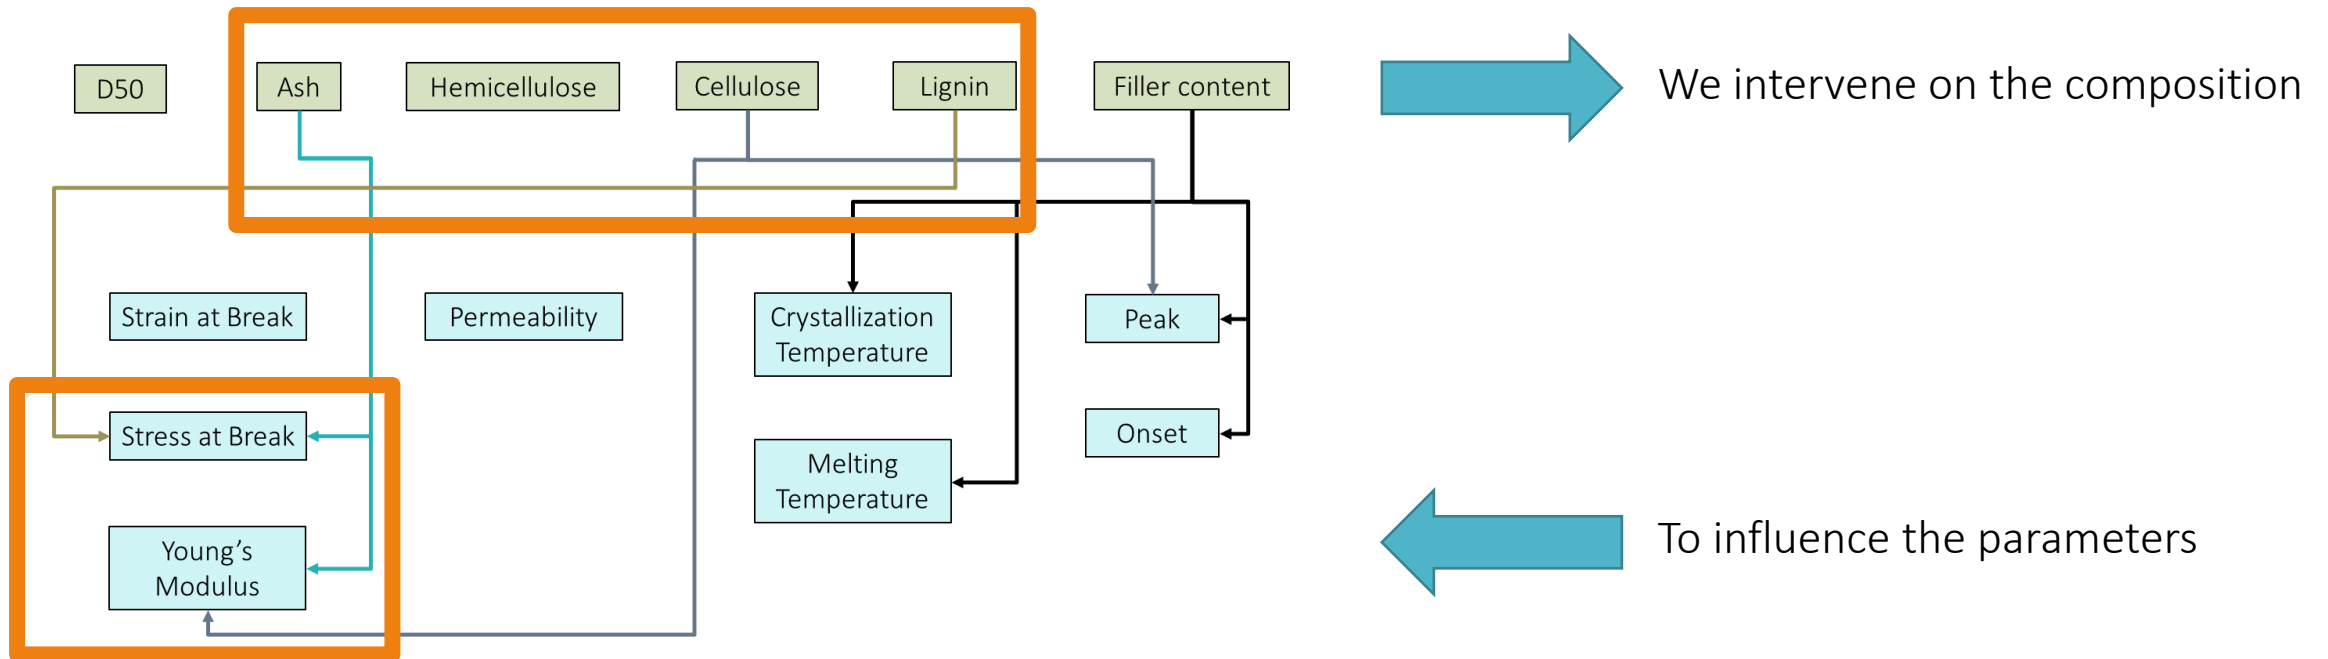 D50
Ash
Hemicellulose
Cellulose
Lignin
Filler content
We intervene on the composition
Strain at Break
Permeability
Crystallization
Temperature
Peak
Stress at Break
Onset
Melting
Temperature
Young’s
Modulus
To influence the parameters